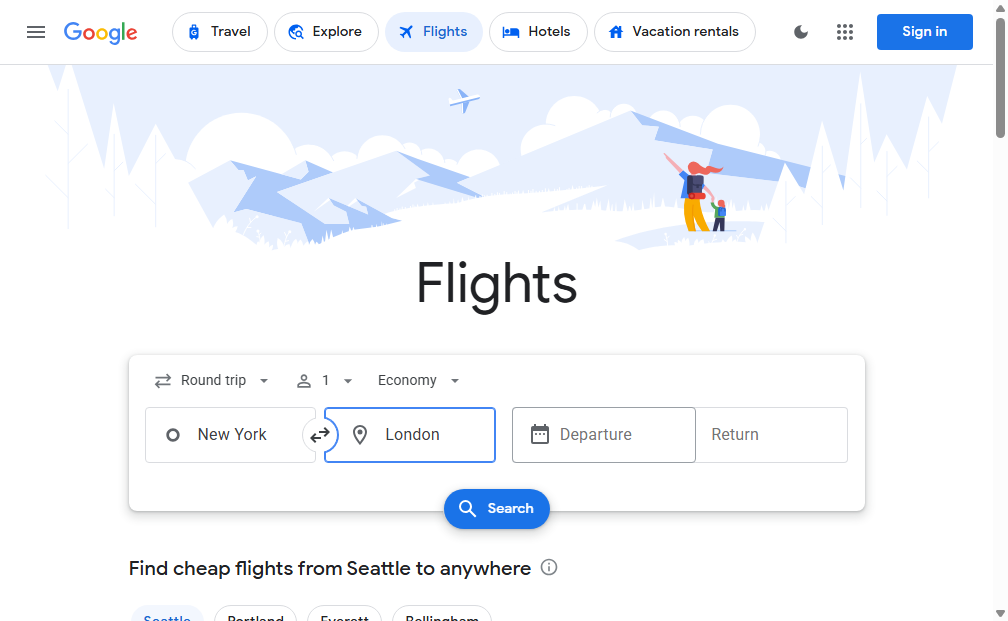 Google Travel Explore Flights Hotels Vacation rentals Sign in
Flights
Round trip 1 Economy
New York London Departure Return
Search
Find cheap flights from Seattle to anywhere
Seattle Portland Everett Bellingham